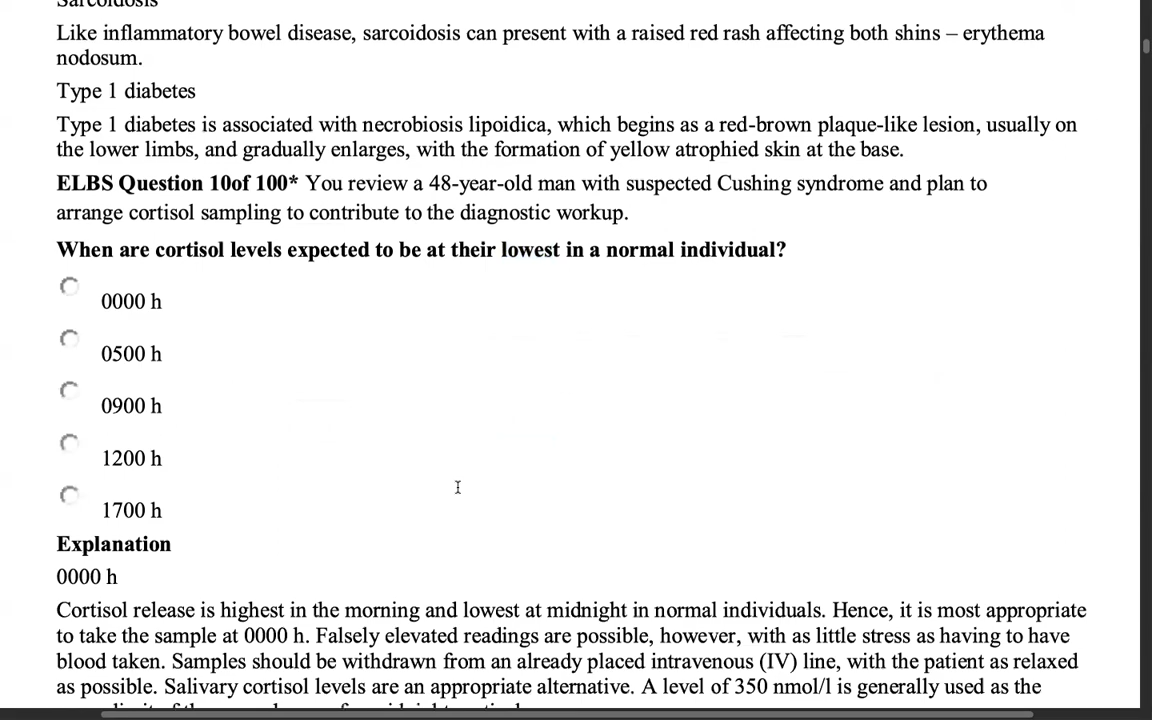 Sarcoidosis
Like inflammatory bowel disease, sarcoidosis can present with a raised red rash affecting both shins – erythema
nodosum.
Type 1 diabetes
Type 1 diabetes is associated with necrobiosis lipoidica, which begins as a red-brown plaque-like lesion, usually on
the lower limbs, and gradually enlarges, with the formation of yellow atrophied skin at the base.
ELBS Question 10of 100* You review a 48-year-old man with suspected Cushing syndrome and plan to
arrange cortisol sampling to contribute to the diagnostic workup.
When are cortisol levels expected to be at their lowest in a normal individual?
0000 h
0500 h
0900 h
1200 h
1700 h
Explanation
0000 h
Cortisol release is highest in the morning and lowest at midnight in normal individuals. Hence, it is most appropriate
to take the sample at 0000 h. Falsely elevated readings are possible, however, with as little stress as having to have
blood taken. Samples should be withdrawn from an already placed intravenous (IV) line, with the patient as relaxed
as possible. Salivary cortisol levels are an appropriate alternative. A level of 350 nmol/l is generally used as the